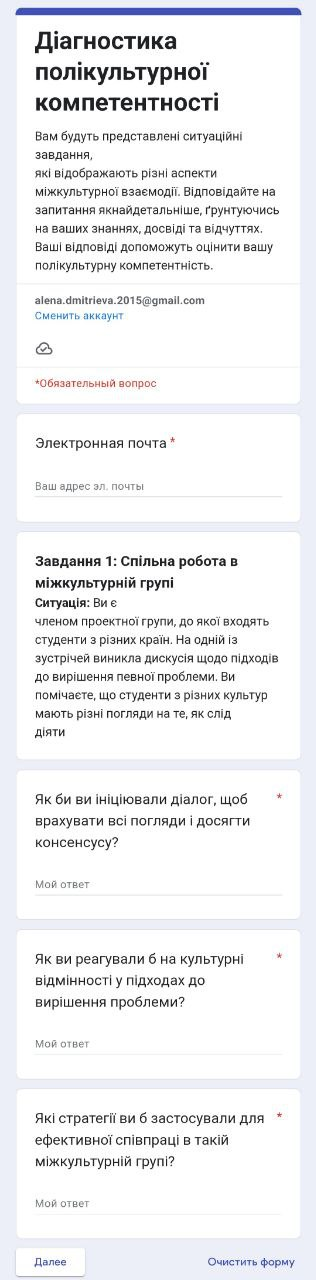 Діагностика
полікультурної
компетентності
Вам будуть представлені ситуаційні
завдання,
які відображають різні аспекти
міжкультурної взаємодії. Відповідайте на
запитання якнайдетальніше, ґрунтуючись
на ваших знаннях, досвіді та відчуттях.
Ваші відповіді допоможуть оцінити вашу
полікультурну компетентність.
alena.dmitrieva.2015@gmail.com
Сменить аккаунт
*Обязательный вопрос
Электронная почта *
Ваш адрес эл. почты
Завдання 1: Спільна робота в
міжкультурній групі
Ситуація: Ви є
членом проектної групи, до якої входять
студенти з різних країн. На одній із
зустрічей виникла дискусія щодо підходів
до вирішення певної проблеми. Ви
помічаєте, що студенти з різних культур
мають різні погляди на те, як слід
діяти
Як би ви ініціювали діалог, щоб *
врахувати всі погляди і досягти
консенсусу?
Мой ответ
Як ви реагували б на культурні *
відмінності у підходах до
вирішення проблеми?
Мой ответ
Які стратегії ви б застосували для *
ефективної співпраці в такій
міжкультурній групі?
Мой ответ
Далее Очистить форму